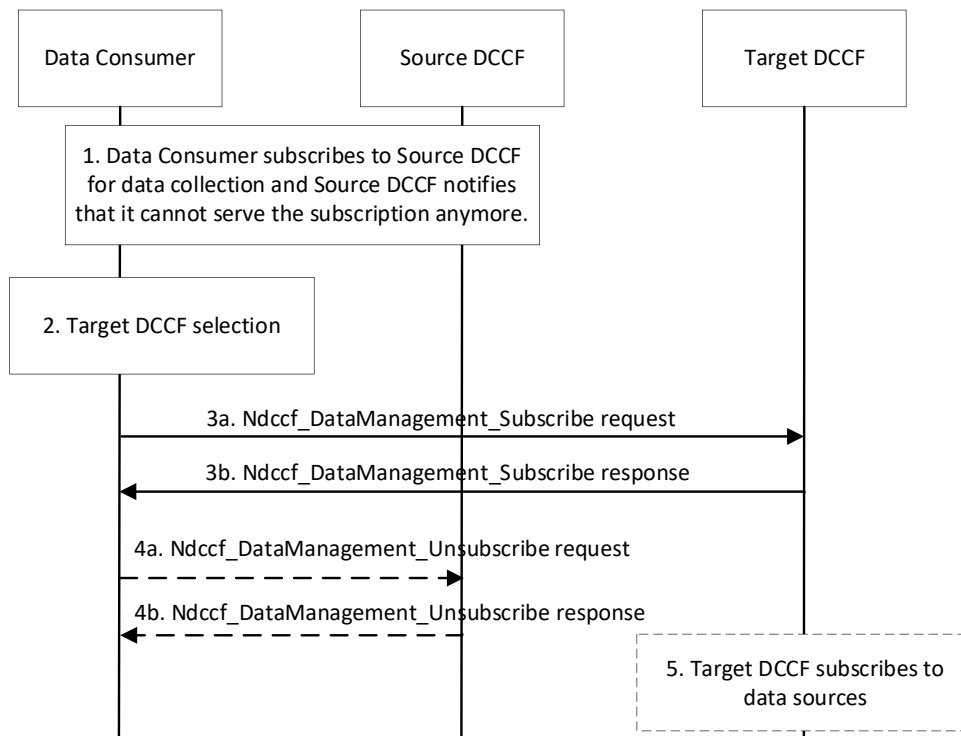 Data Consumer
Source DCCF
Target DCCF
1. Data Consumer subscribes to Source DCCF
for data collection and Source DCCF notifies
that it cannot serve the subscription anymore.
2. Target DCCF selection
3a. Ndccf_DataManagement_Subscribe request
3b. Ndccf_DataManagement_Subscribe response
4a. Ndccf_DataManagement_Unsubscribe request
4b. Ndccf_DataManagement_Unsubscribe response
5. Target DCCF subscribes to
data sources